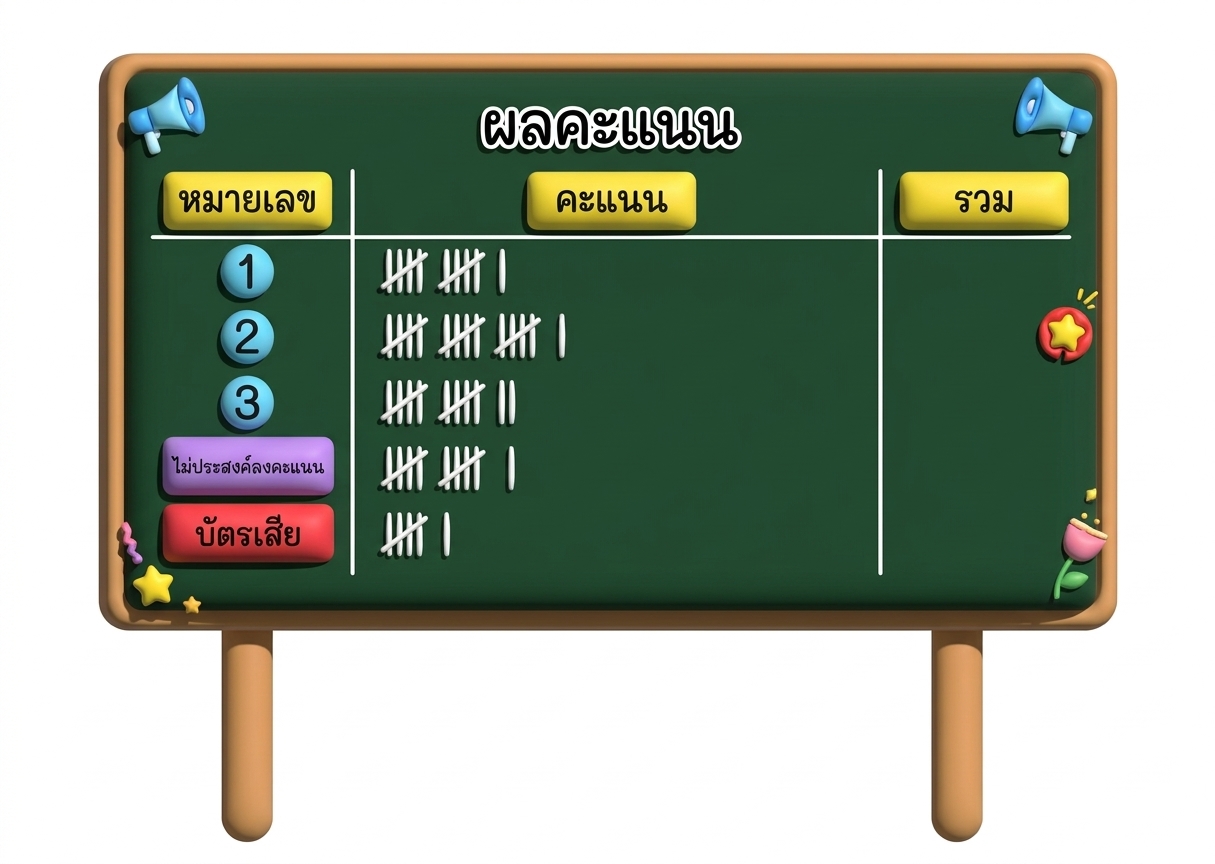 ผลคะแนน
หมายเลข คะแนน รวม
1
2
3
ไม่ประสงค์ลงคะแนน
บัตรเสีย